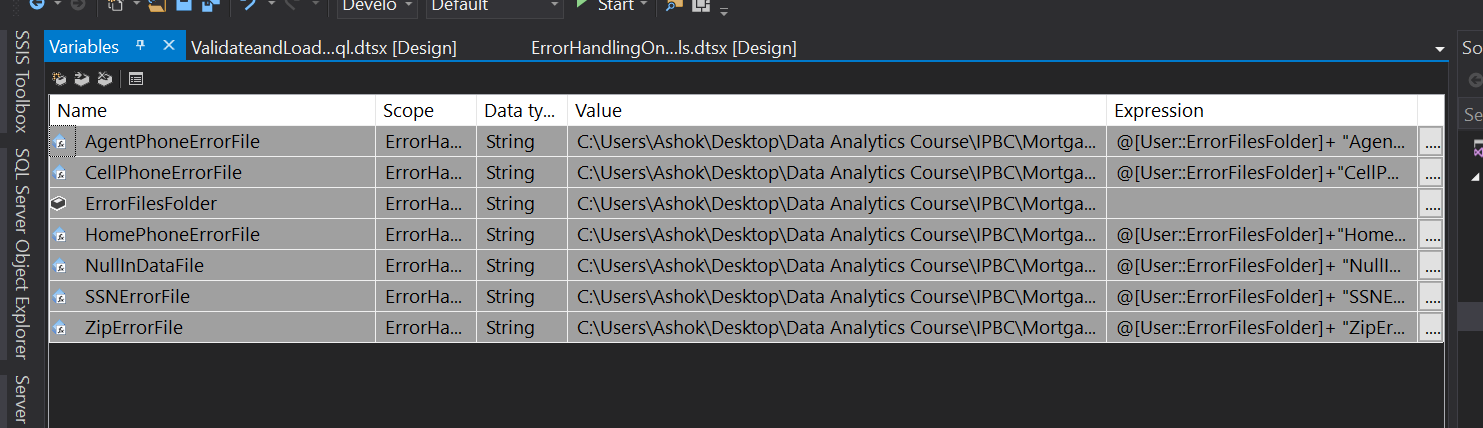 Develo Default Start
SSIS Toolbox
SQL Server Object Explorer
Server
Variables ValidateandLoad...ql.dtsx [Design] ErrorHandlingOn...ls.dtsx [Design] So
Se
Name Scope Data ty... Value Expression
AgentPhoneErrorFile ErrorHa... String C:\Users\Ashok\Desktop\Data Analytics Course\IPBC\Mortga... @[User::ErrorFilesFolder]+ "Agen... ....
CellPhoneErrorFile ErrorHa... String C:\Users\Ashok\Desktop\Data Analytics Course\IPBC\Mortga... @[User::ErrorFilesFolder]+"CellP... ....
ErrorFilesFolder ErrorHa... String C:\Users\Ashok\Desktop\Data Analytics Course\IPBC\Mortga... ....
HomePhoneErrorFile ErrorHa... String C:\Users\Ashok\Desktop\Data Analytics Course\IPBC\Mortga... @[User::ErrorFilesFolder]+"Home... ....
NullInDataFile ErrorHa... String C:\Users\Ashok\Desktop\Data Analytics Course\IPBC\Mortga... @[User::ErrorFilesFolder]+ "NullI... ....
SSNErrorFile ErrorHa... String C:\Users\Ashok\Desktop\Data Analytics Course\IPBC\Mortga... @[User::ErrorFilesFolder]+ "SSNE... ....
ZipErrorFile ErrorHa... String C:\Users\Ashok\Desktop\Data Analytics Course\IPBC\Mortga... @[User::ErrorFilesFolder]+ "ZipEr... ....